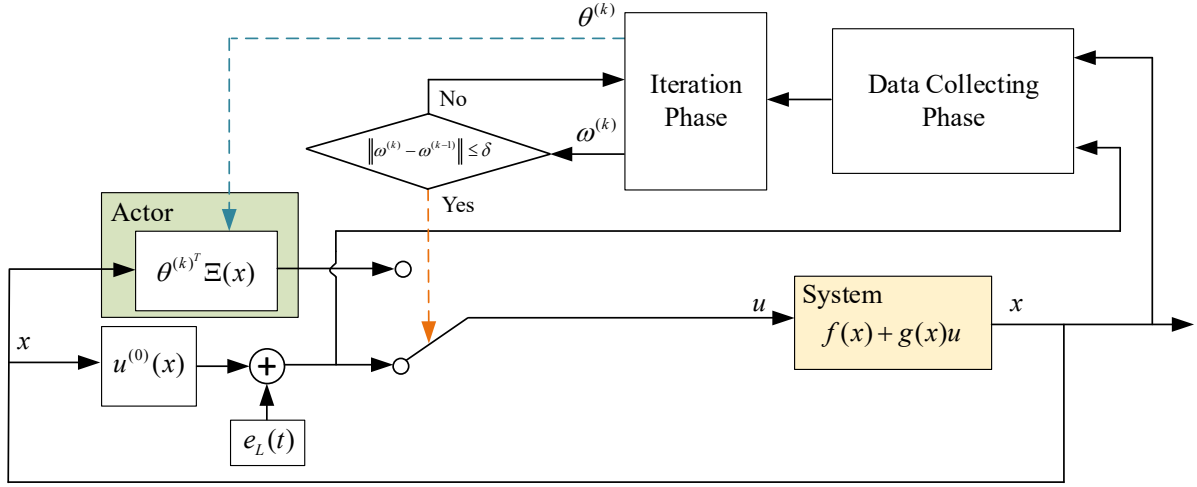 θ^(k)
Iteration
Phase
Data Collecting
Phase
No
‖ω^(k) − ω^(k−1)‖ ≤ δ
ω^(k)
Yes
Actor
θ^(k)^T Ξ(x)
System
f(x) + g(x)u
u
x
x
u^(0)(x)
+
e_L(t)